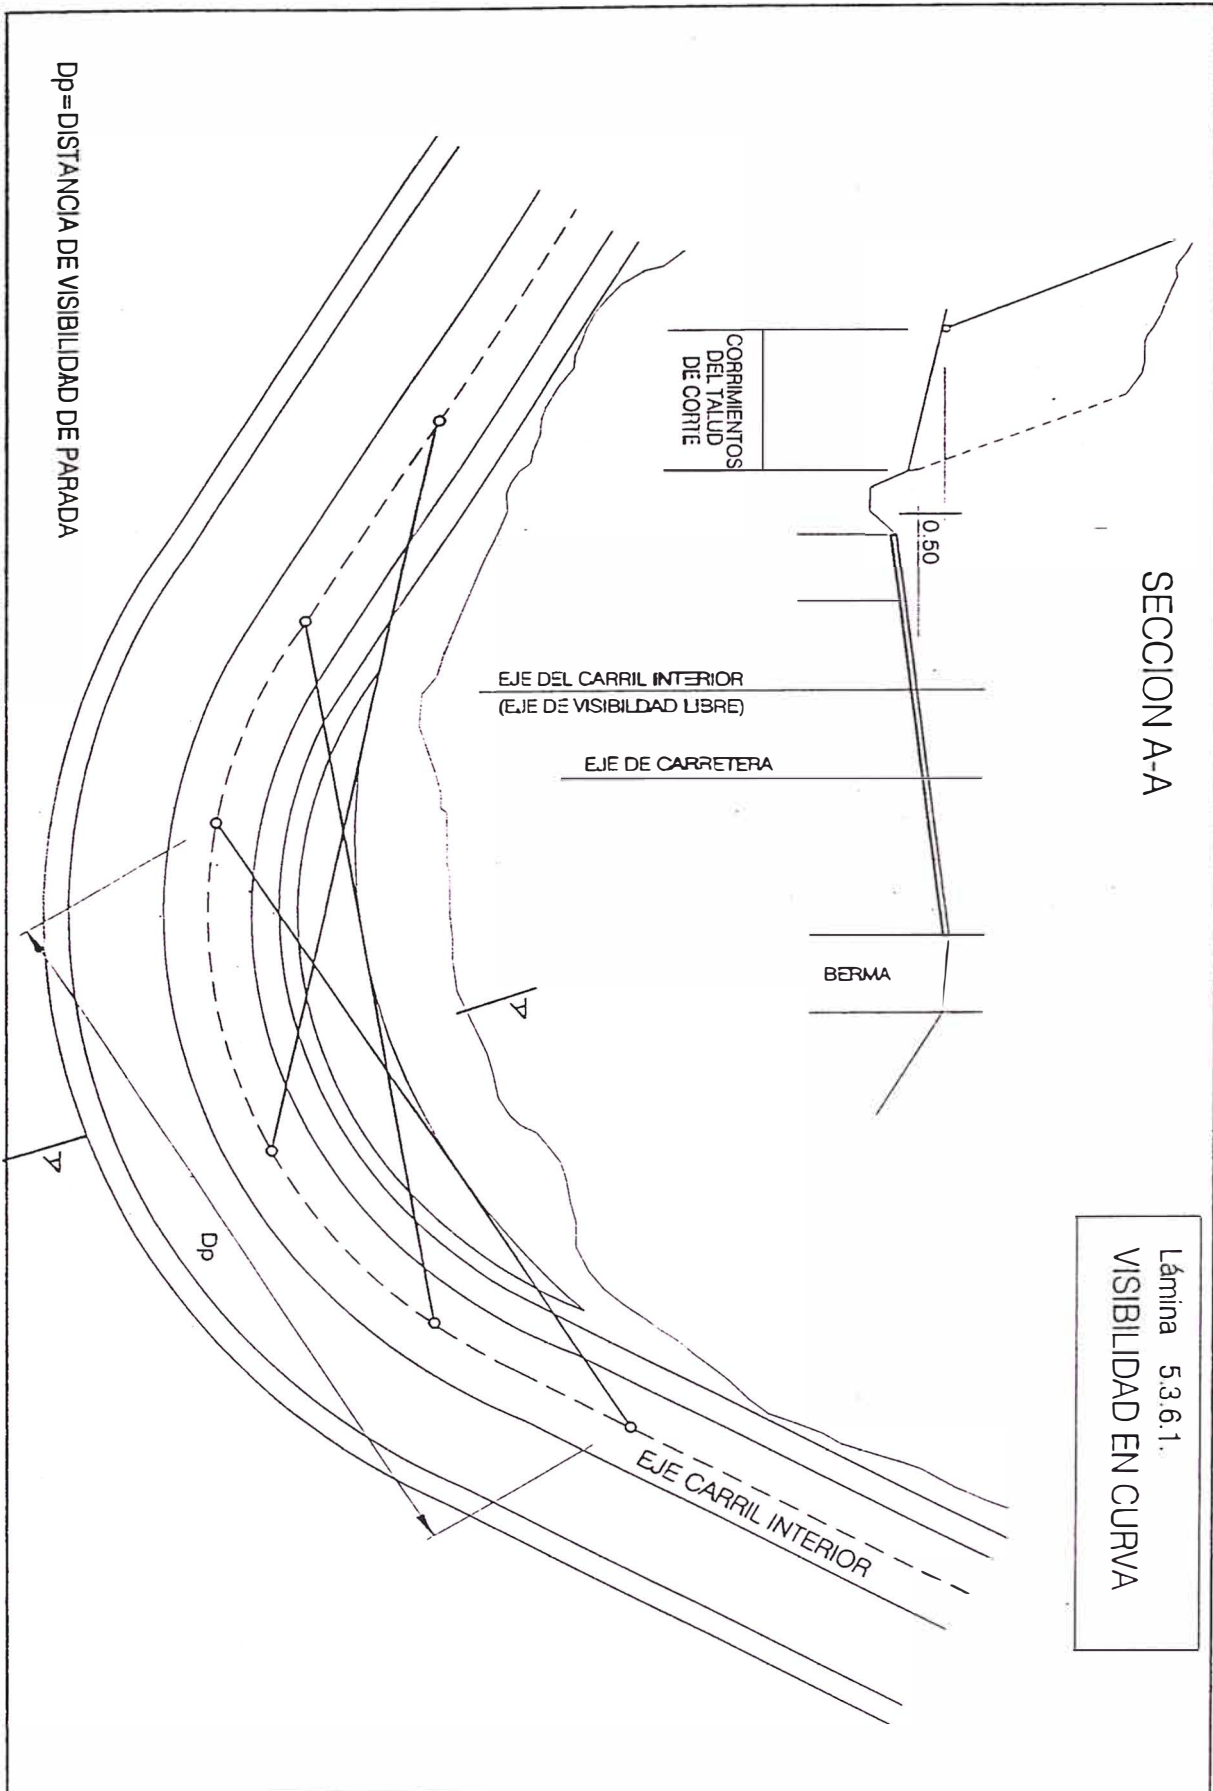 Lámina 5.3.6.1.
VISIBILIDAD EN CURVA
SECCION A-A
CORRIMIENTOS
DEL TALUD
DE CORTE
0.50
EJE DEL CARRIL INTERIOR
(EJE DE VISIBILDAD LIBRE)
EJE DE CARRETERA
BERMA
A
A
Dp
EJE CARRIL INTERIOR
Dp=DISTANCIA DE VISIBILIDAD DE PARADA